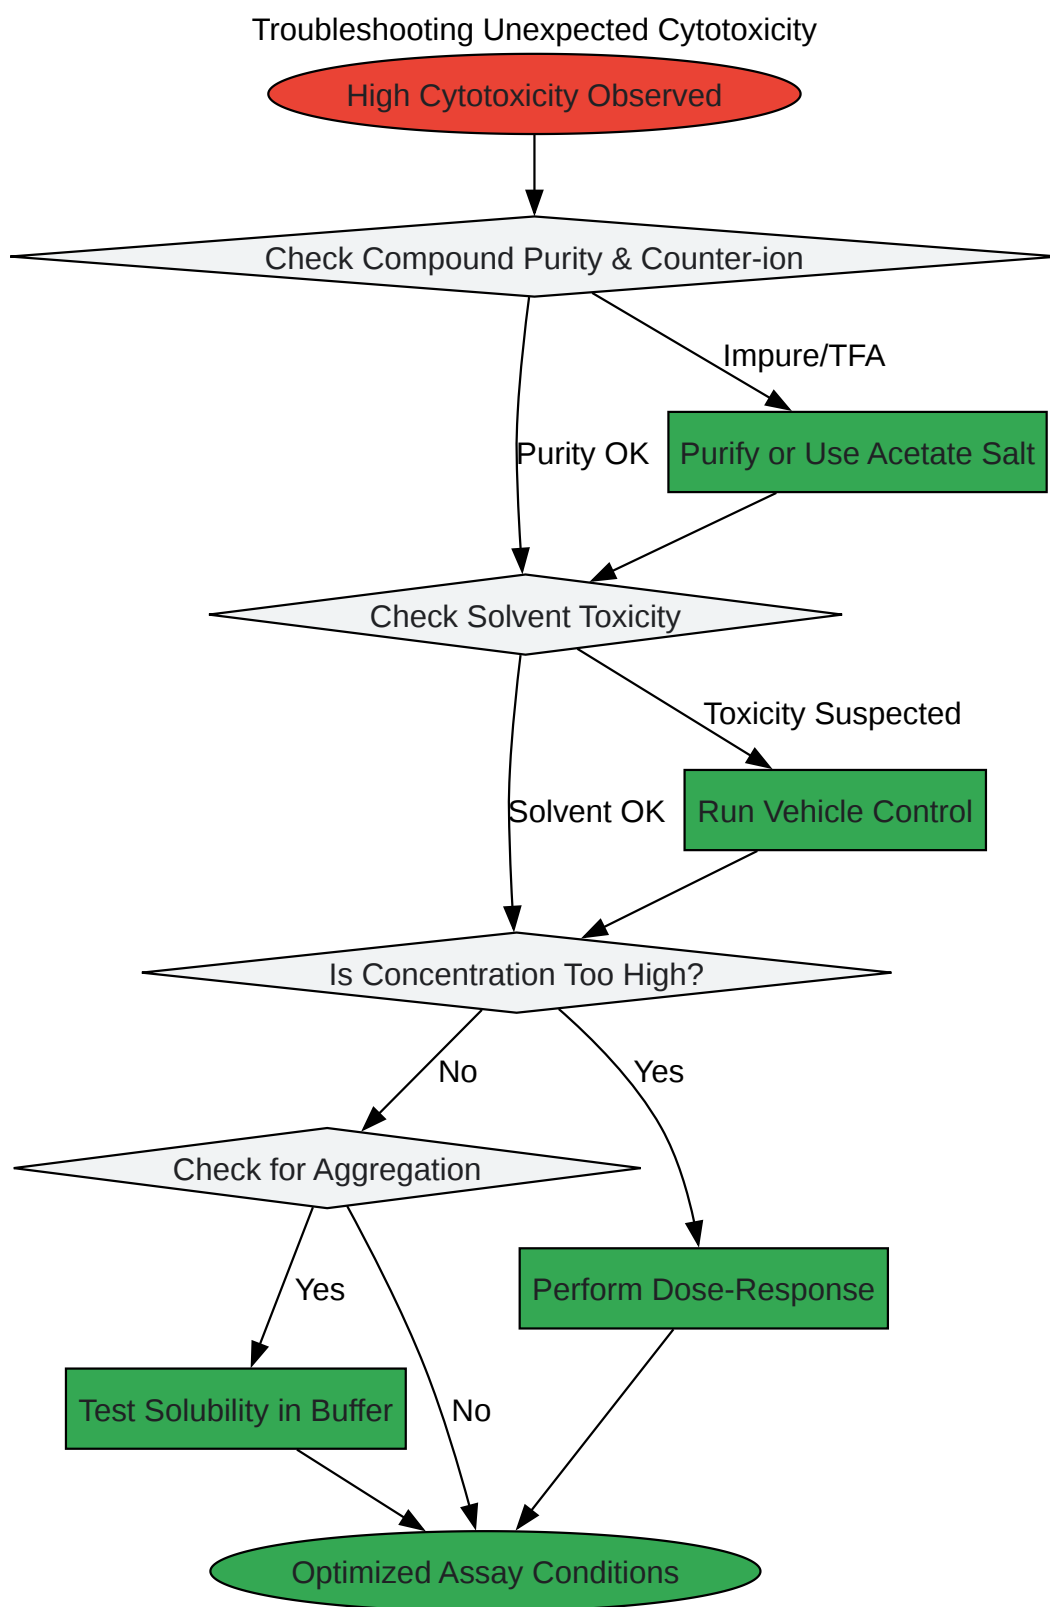 Troubleshooting Unexpected Cytotoxicity
High Cytotoxicity Observed
Check Compound Purity & Counter-ion
Impure/TFA
Purity OK
Purify or Use Acetate Salt
Check Solvent Toxicity
Toxicity Suspected
Solvent OK
Run Vehicle Control
Is Concentration Too High?
No
Yes
Check for Aggregation
Yes
Perform Dose-Response
Test Solubility in Buffer
No
Optimized Assay Conditions